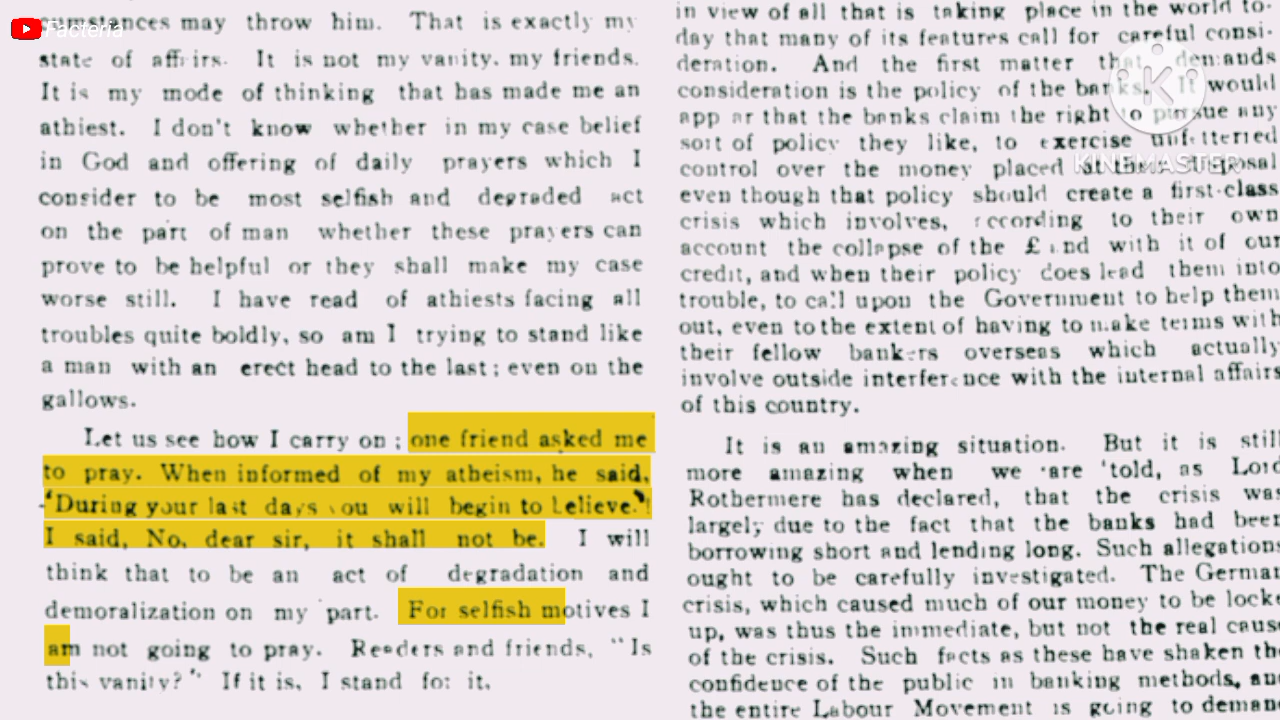 Facteria
KINEMASTER
cumstances may throw him. That is exactly my
state of affairs. It is not my vanity, my friends.
It is my mode of thinking that has made me an
athiest. I don't know whether in my case belief
in God and offering of daily prayers which I
consider to be most selfish and degraded act
on the part of man whether these prayers can
prove to be helpful or they shall make my case
worse still. I have read of athiests facing all
troubles quite boldly, so am I trying to stand like
a man with an erect head to the last; even on the
gallows.
Let us see how I carry on; one friend asked me
to pray. When informed of my atheism, he said,
'During your last days you will begin to believe.'
I said, No, dear sir, it shall not be. I will
think that to be an act of degradation and
demoralization on my part. For selfish motives I
am not going to pray. Readers and friends, "Is
this vanity?" If it is, I stand for it.
in view of all that is taking place in the world to-
day that many of its features call for careful consi-
deration. And the first matter that demands
consideration is the policy of the banks. It would
appear that the banks claim the right to pursue any
sort of policy they like, to exercise unfettered
control over the money placed at their disposal
even though that policy should create a first-class
crisis which involves, according to their own
account the collapse of the £ and with it of our
credit, and when their policy does lead them into
trouble, to call upon the Government to help them
out, even to the extent of having to make terms with
their fellow bankers overseas which actually
involve outside interference with the internal affairs
of this country.
It is an amazing situation. But it is still
more amazing when we are told, as Lord
Rothermere has declared, that the crisis was
largely due to the fact that the banks had been
borrowing short and lending long. Such allegations
ought to be carefully investigated. The German
crisis, which caused much of our money to be locked
up, was thus the immediate, but not the real cause
of the crisis. Such facts as these have shaken the
confidence of the public in banking methods, and
the entire Labour Movement is going to demand